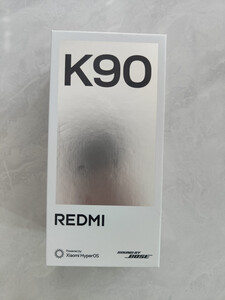 K90
REDMI
Powered by
Xiaomi HyperOS
SOUND BY
BOSE